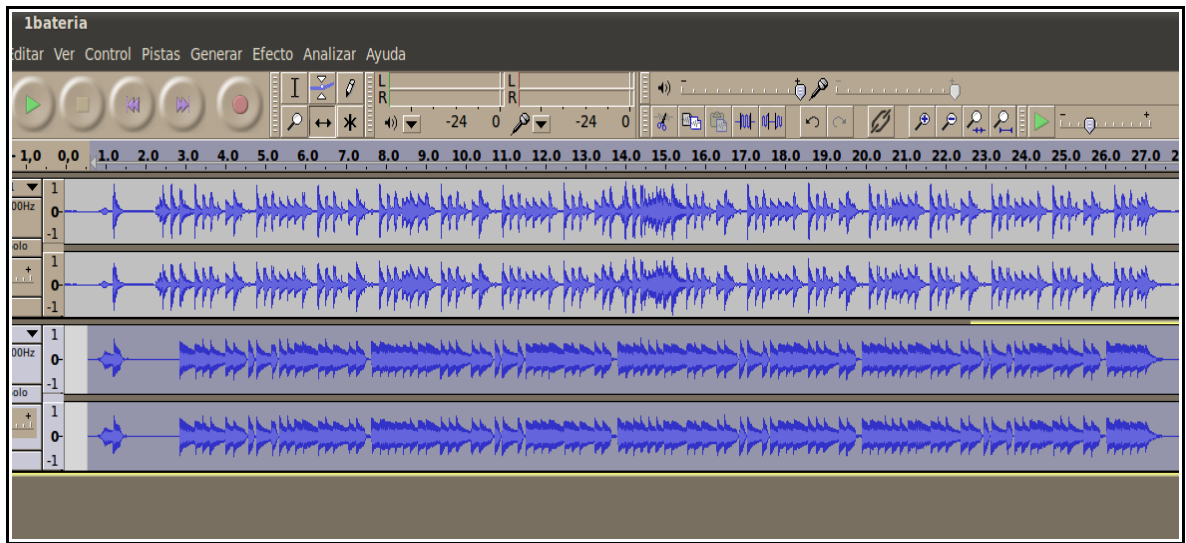 1bateria
Editar Ver Control Pistas Generar Efecto Analizar Ayuda
L
R
L
R
-24 0
-24 0
- 1,0 0,0 1.0 2.0 3.0 4.0 5.0 6.0 7.0 8.0 9.0 10.0 11.0 12.0 13.0 14.0 15.0 16.0 17.0 18.0 19.0 20.0 21.0 22.0 23.0 24.0 25.0 26.0 27.0 2
1
00Hz 0-
-1
olo
1
0-
-1
1
00Hz 0-
-1
olo
1
0-
-1